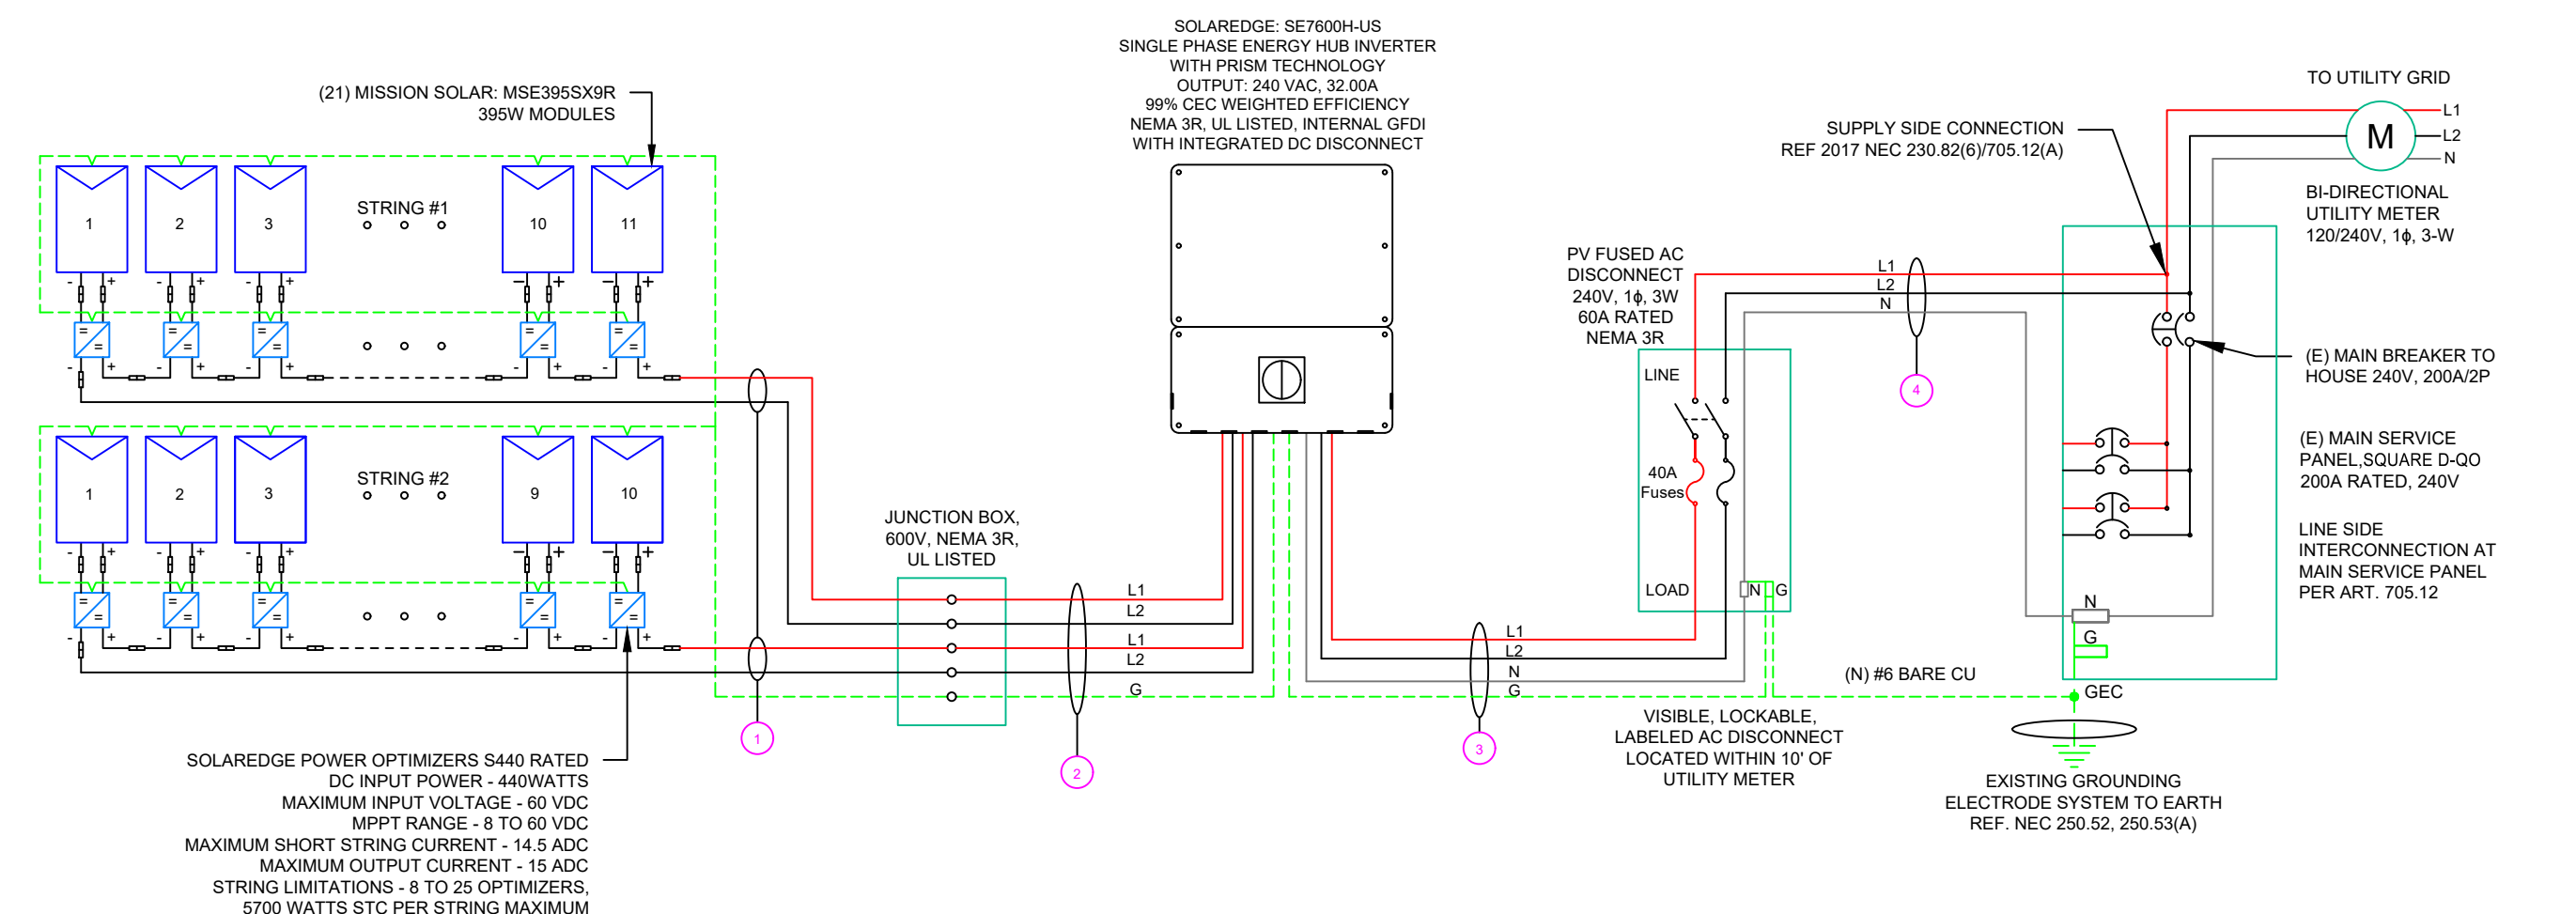 SOLAREDGE: SE7600H-US
SINGLE PHASE ENERGY HUB INVERTER
WITH PRISM TECHNOLOGY
OUTPUT: 240 VAC, 32.00A
99% CEC WEIGHTED EFFICIENCY
NEMA 3R, UL LISTED, INTERNAL GFDI
WITH INTEGRATED DC DISCONNECT
(21) MISSION SOLAR: MSE395SX9R
395W MODULES
STRING #1
1
2
3
10
11
- + - + - + - + - +
= = = = = = = = = =
- + - + - + - + - +
STRING #2
1
2
3
9
10
- + - + - + - + - +
= = = = = = = = = =
- + - + - + - + - +
SOLAREDGE POWER OPTIMIZERS S440 RATED
DC INPUT POWER - 440WATTS
MAXIMUM INPUT VOLTAGE - 60 VDC
MPPT RANGE - 8 TO 60 VDC
MAXIMUM SHORT STRING CURRENT - 14.5 ADC
MAXIMUM OUTPUT CURRENT - 15 ADC
STRING LIMITATIONS - 8 TO 25 OPTIMIZERS,
5700 WATTS STC PER STRING MAXIMUM
1
JUNCTION BOX,
600V, NEMA 3R,
UL LISTED
L1
L2
L1
L2
G
2
L1
L2
N
G
3
PV FUSED AC
DISCONNECT
240V, 1ϕ, 3W
60A RATED
NEMA 3R
LINE
40A
Fuses
LOAD
N
G
VISIBLE, LOCKABLE,
LABELED AC DISCONNECT
LOCATED WITHIN 10' OF
UTILITY METER
L1
L2
N
4
SUPPLY SIDE CONNECTION
REF 2017 NEC 230.82(6)/705.12(A)
TO UTILITY GRID
M
L1
L2
N
BI-DIRECTIONAL
UTILITY METER
120/240V, 1ϕ, 3-W
(E) MAIN BREAKER TO
HOUSE 240V, 200A/2P
(E) MAIN SERVICE
PANEL,SQUARE D-QO
200A RATED, 240V
LINE SIDE
INTERCONNECTION AT
MAIN SERVICE PANEL
PER ART. 705.12
N
G
(N) #6 BARE CU
GEC
EXISTING GROUNDING
ELECTRODE SYSTEM TO EARTH
REF. NEC 250.52, 250.53(A)